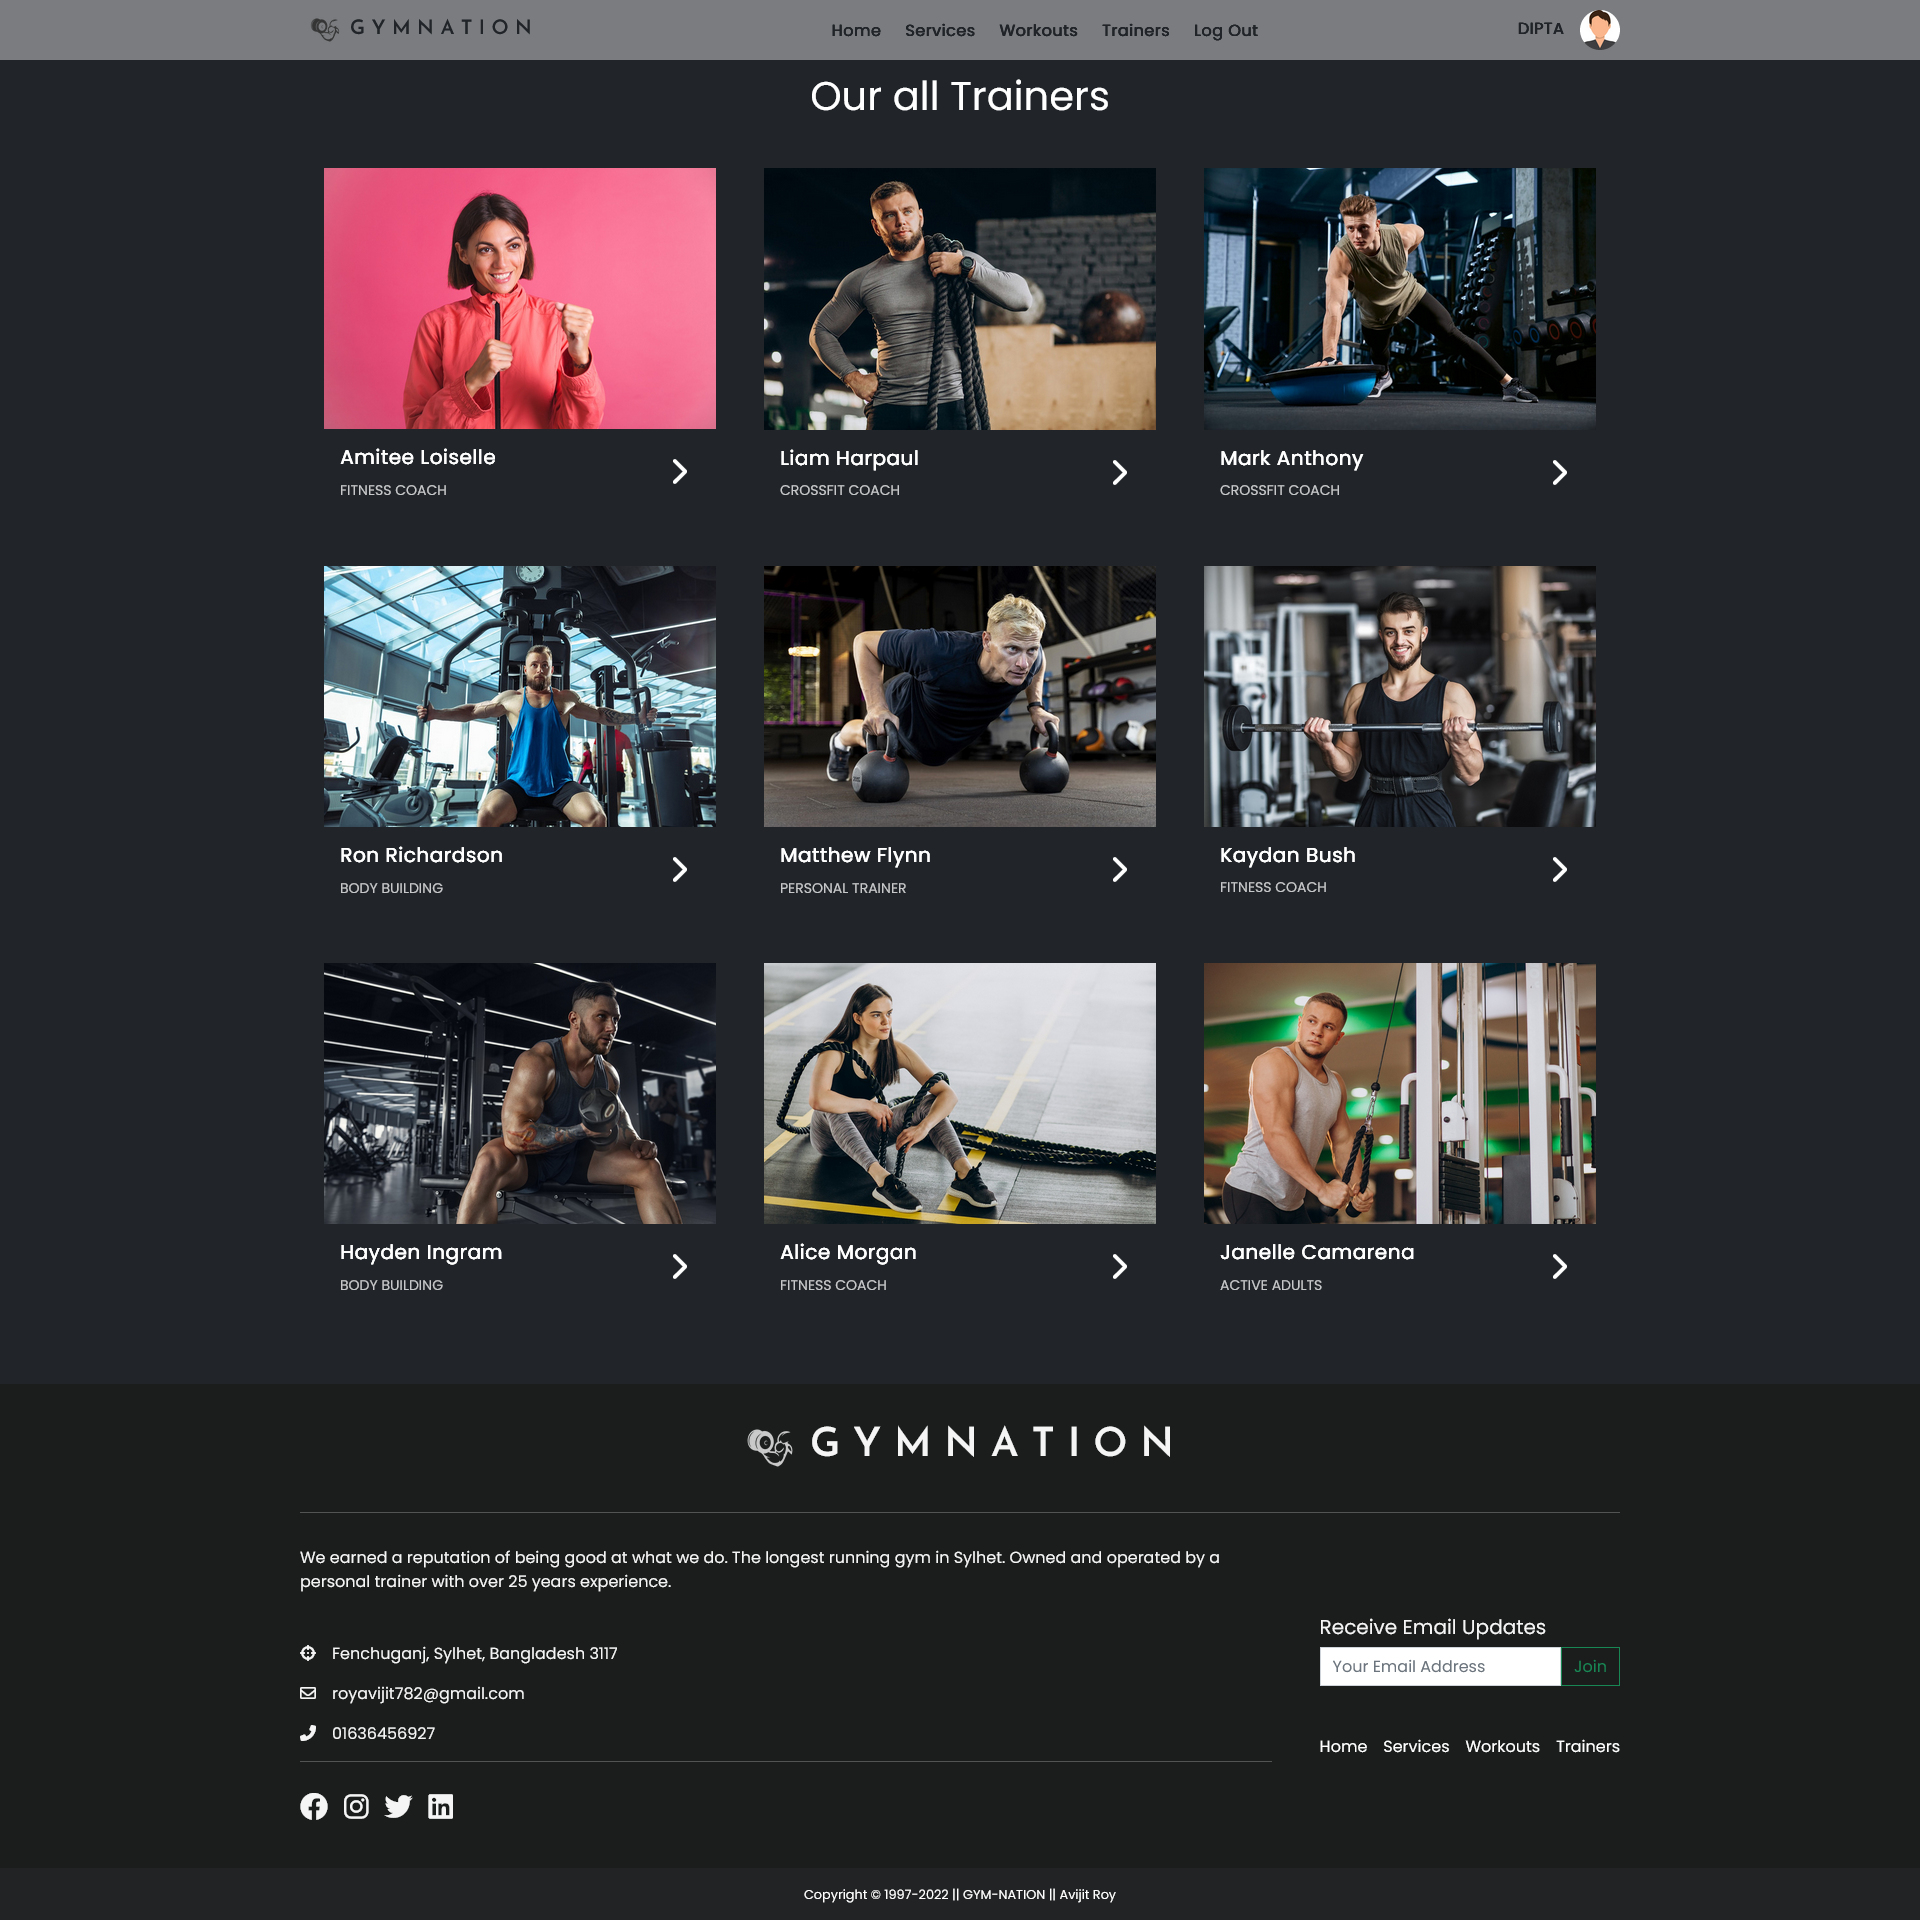 GYMNATION
Home Services Workouts Trainers Log Out
DIPTA
Our all Trainers
Amitee Loiselle
FITNESS COACH
Liam Harpaul
CROSSFIT COACH
Mark Anthony
CROSSFIT COACH
Ron Richardson
BODY BUILDING
Matthew Flynn
PERSONAL TRAINER
Kaydan Bush
FITNESS COACH
Hayden Ingram
BODY BUILDING
Alice Morgan
FITNESS COACH
Janelle Camarena
ACTIVE ADULTS
GYMNATION
We earned a reputation of being good at what we do. The longest running gym in Sylhet. Owned and operated by a
personal trainer with over 25 years experience.
Fenchuganj, Sylhet, Bangladesh 3117
royavijit782@gmail.com
01636456927
Receive Email Updates
Your Email Address Join
Home Services Workouts Trainers
Copyright © 1997-2022 || GYM-NATION || Avijit Roy